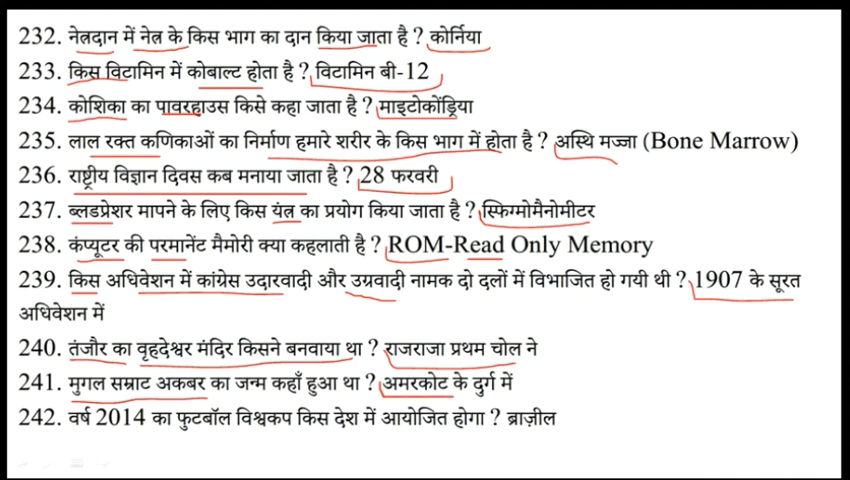 232. नेत्रदान में नेत्र के किस भाग का दान किया जाता है ? कोर्निया
233. किस विटामिन में कोबाल्ट होता है ? विटामिन बी-12
234. कोशिका का पावरहाउस किसे कहा जाता है ? माइटोकोंड्रिया
235. लाल रक्त कणिकाओं का निर्माण हमारे शरीर के किस भाग में होता है ? अस्थि मज्जा (Bone Marrow)
236. राष्ट्रीय विज्ञान दिवस कब मनाया जाता है ? 28 फरवरी
237. ब्लडप्रेशर मापने के लिए किस यंत्र का प्रयोग किया जाता है ? स्फिग्मोमैनोमीटर
238. कंप्यूटर की परमानेंट मैमोरी क्या कहलाती है ? ROM-Read Only Memory
239. किस अधिवेशन में कांग्रेस उदारवादी और उग्रवादी नामक दो दलों में विभाजित हो गयी थी ? 1907 के सूरत
अधिवेशन में
240. तंजौर का वृहदेश्वर मंदिर किसने बनवाया था ? राजराजा प्रथम चोल ने
241. मुगल सम्राट अकबर का जन्म कहाँ हुआ था ? अमरकोट के दुर्ग में
242. वर्ष 2014 का फुटबॉल विश्वकप किस देश में आयोजित होगा ? ब्राज़ील